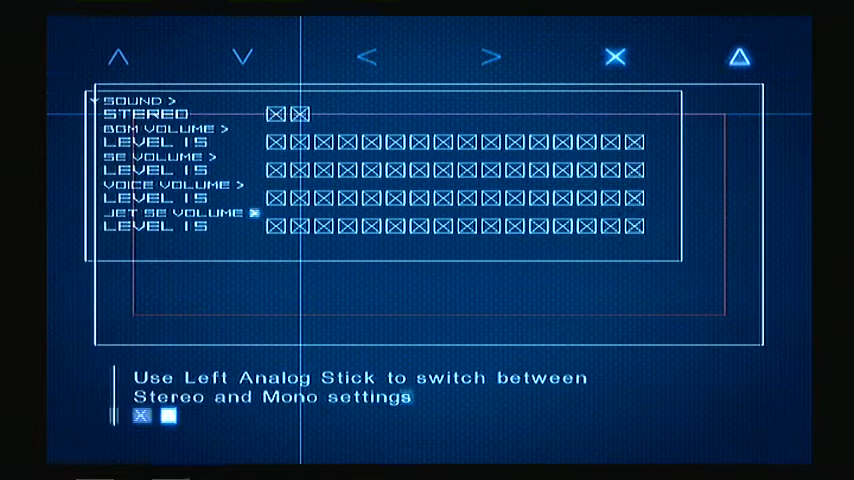 SOUND >
STEREO
BGM VOLUME >
LEVEL 15
SE VOLUME >
LEVEL 15
VOICE VOLUME >
LEVEL 15
JET SE VOLUME
LEVEL 15
Use Left Analog Stick to switch between
Stereo and Mono settings